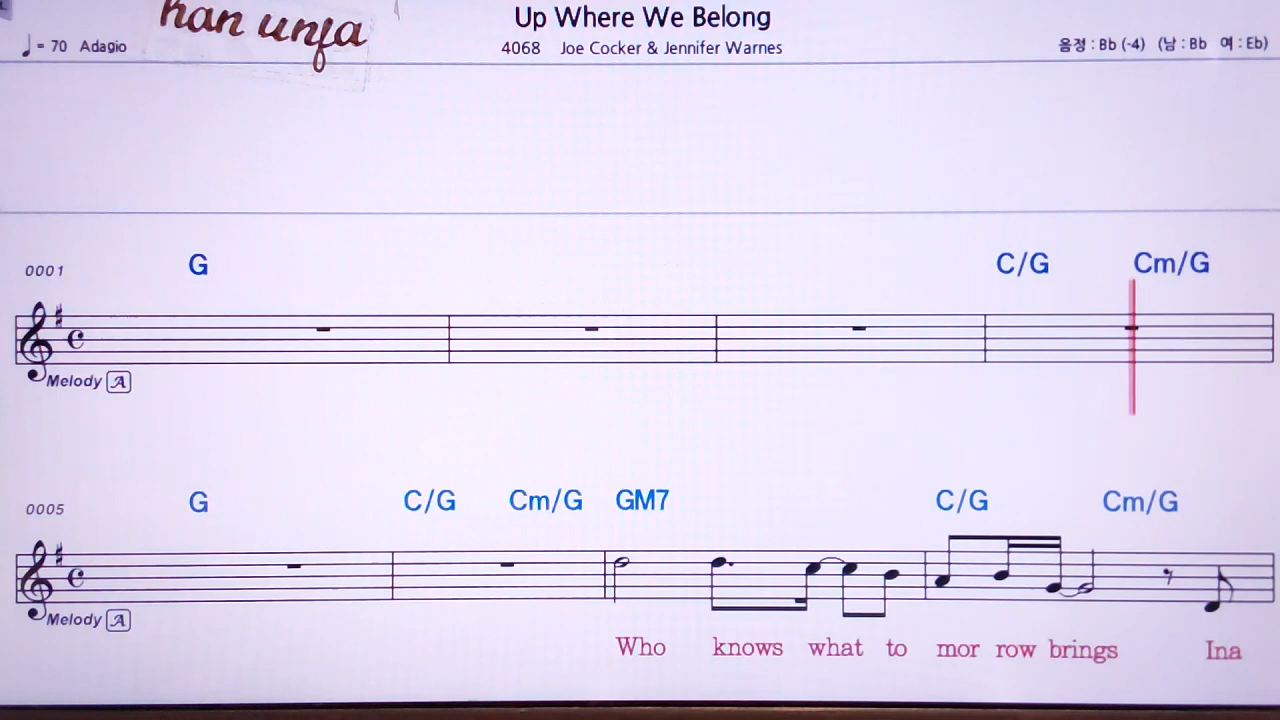 han unja
Up Where We Belong
♩ = 70 Adagio
4068 Joe Cocker & Jennifer Warnes
음정 : Bb (-4) (남 : Bb 여 : Eb)
0001 G C/G Cm/G
Melody A
0005 G C/G Cm/G GM7 C/G Cm/G
Melody A
Who knows what to mor row brings Ina